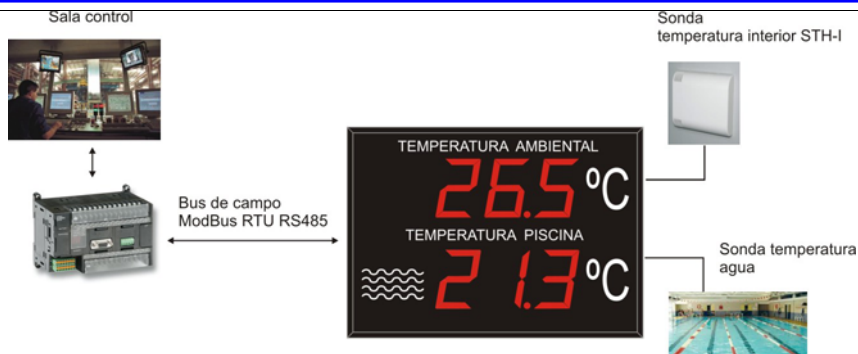 Sala control
Sonda
temperatura interior STH-I
TEMPERATURA AMBIENTAL
26.5 ºC
Bus de campo
ModBus RTU RS485
TEMPERATURA PISCINA
21.3 ºC
Sonda temperatura
agua